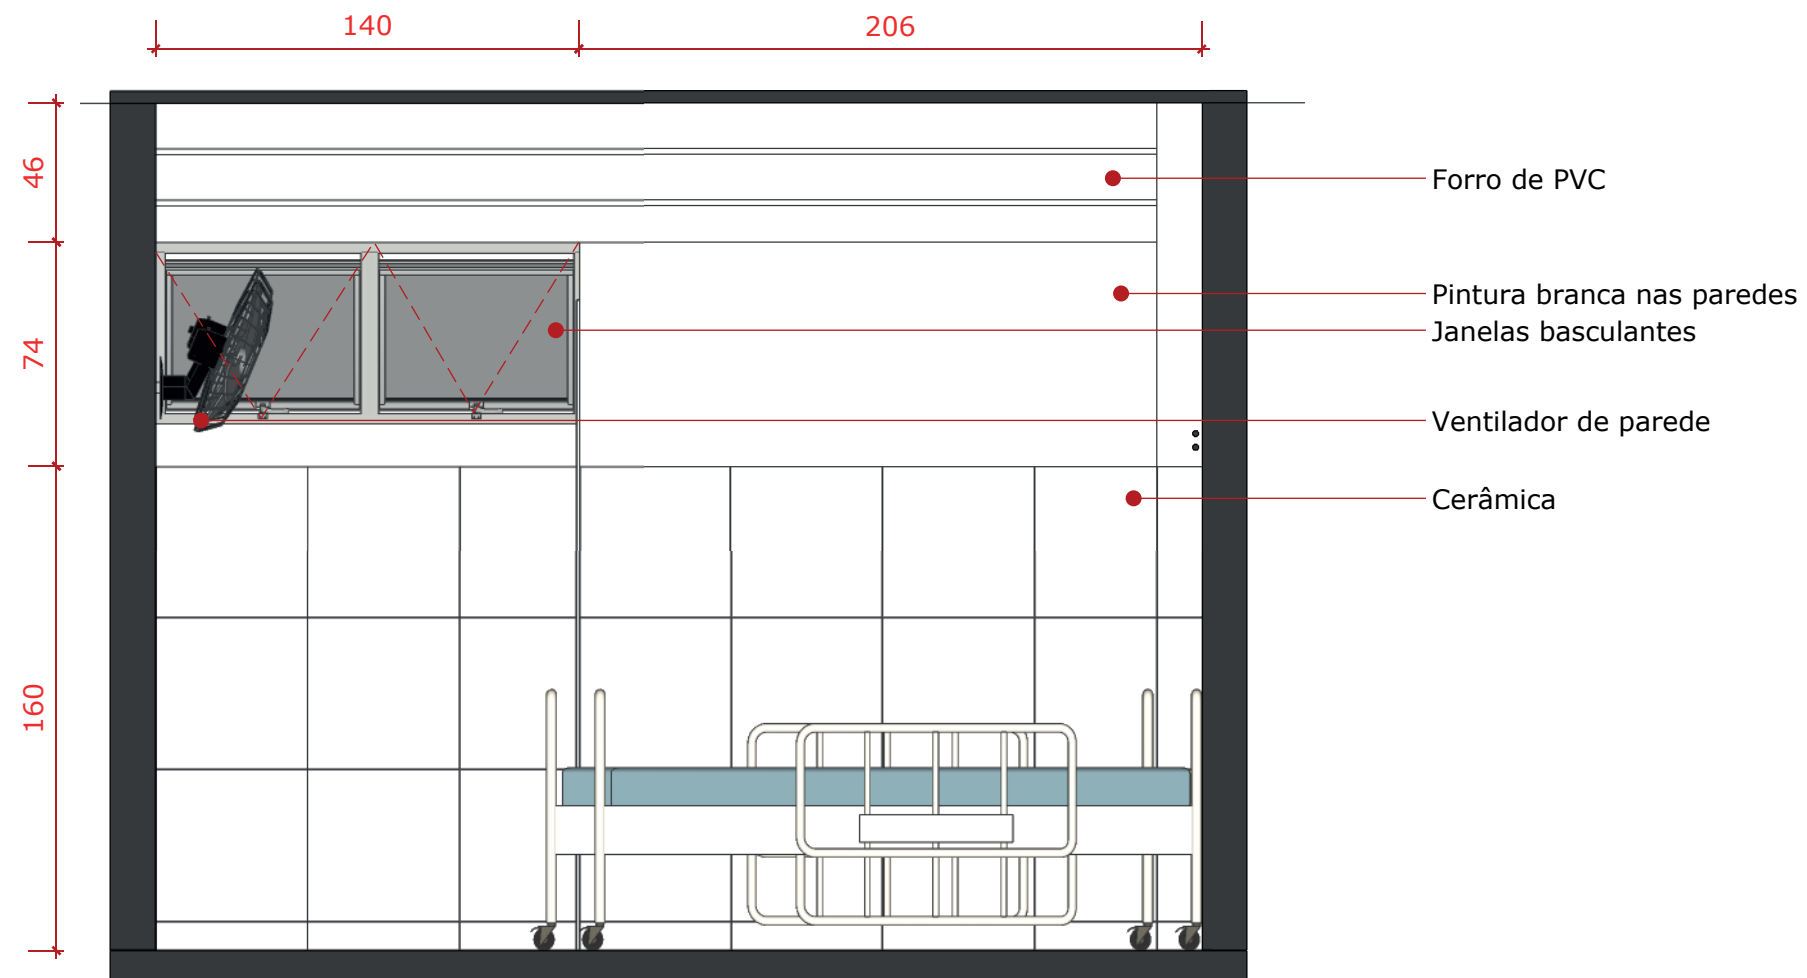 140
206
46
Forro de PVC
Pintura branca nas paredes
Janelas basculantes
74
Ventilador de parede
Cerâmica
160